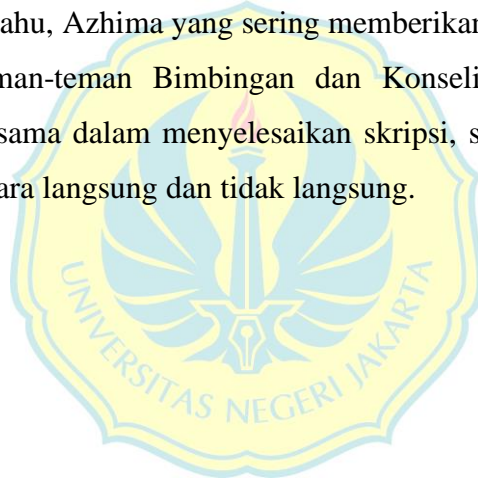 ahu, Azhima yang sering memberikan
man-teman Bimbingan dan Konseli
sama dalam menyelesaikan skripsi, s
ara langsung dan tidak langsung.
UNIVERSITAS NEGERI JAKARTA